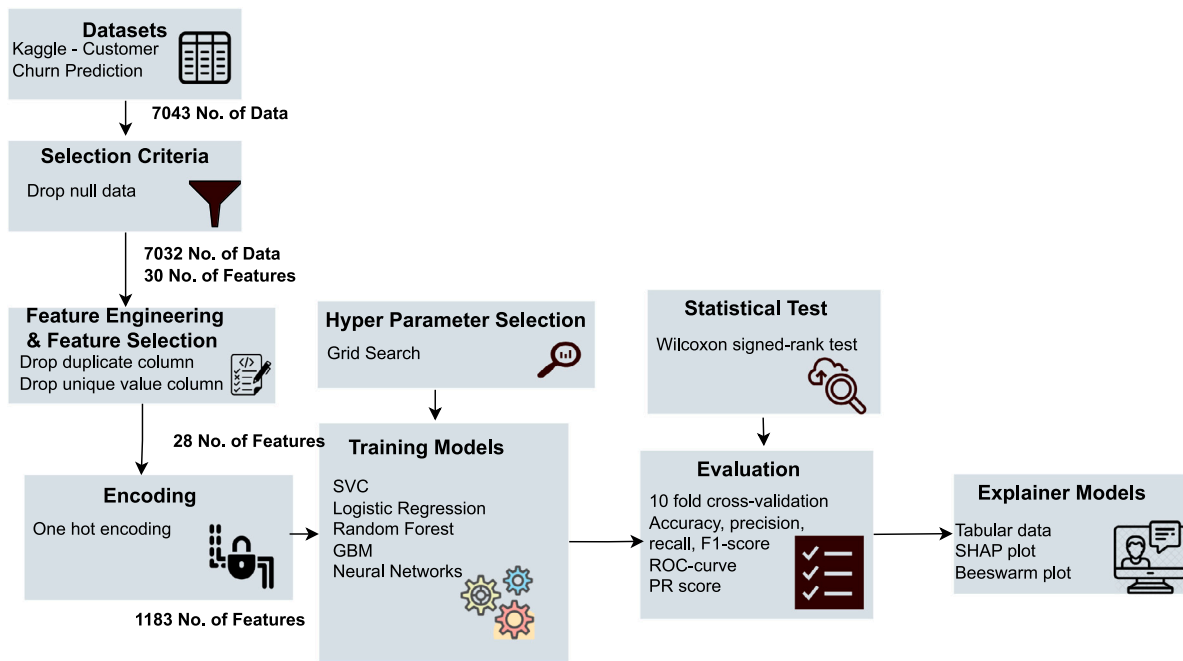 Datasets
Kaggle - Customer
Churn Prediction
7043 No. of Data
Selection Criteria
Drop null data
7032 No. of Data
30 No. of Features
Feature Engineering
& Feature Selection
Drop duplicate column
Drop unique value column
28 No. of Features
Encoding
One hot encoding
1183 No. of Features
Hyper Parameter Selection
Grid Search
Training Models
SVC
Logistic Regression
Random Forest
GBM
Neural Networks
Statistical Test
Wilcoxon signed-rank test
Evaluation
10 fold cross-validation
Accuracy, precision,
recall, F1-score
ROC-curve
PR score
Explainer Models
Tabular data
SHAP plot
Beeswarm plot